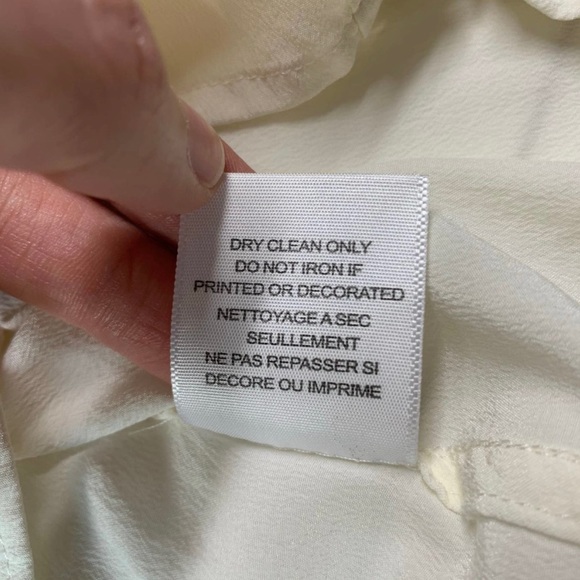 DRY CLEAN ONLY
DO NOT IRON IF
PRINTED OR DECORATED
NETTOYAGE A SEC
SEULLEMENT
NE PAS REPASSER SI
DECORE OU IMPRIME